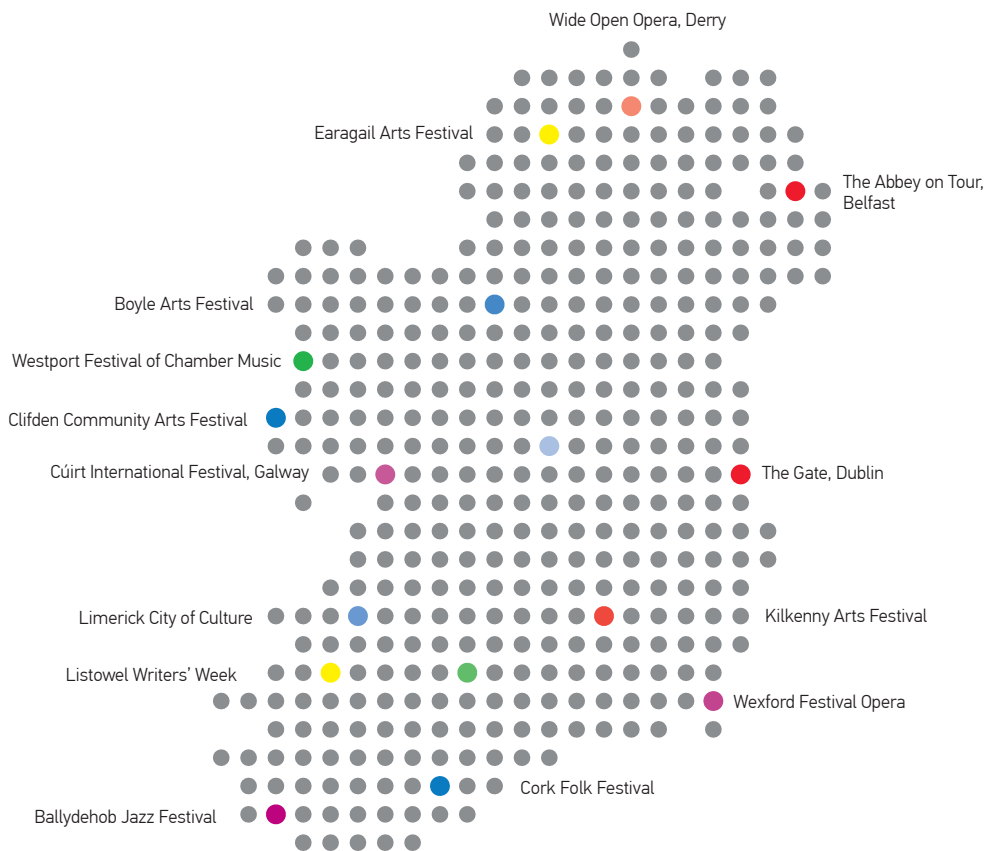 Wide Open Opera, Derry
Earagail Arts Festival
The Abbey on Tour,
Belfast
Boyle Arts Festival
Westport Festival of Chamber Music
Clifden Community Arts Festival
Cúirt International Festival, Galway
The Gate, Dublin
Limerick City of Culture
Kilkenny Arts Festival
Listowel Writers’ Week
Wexford Festival Opera
Cork Folk Festival
Ballydehob Jazz Festival